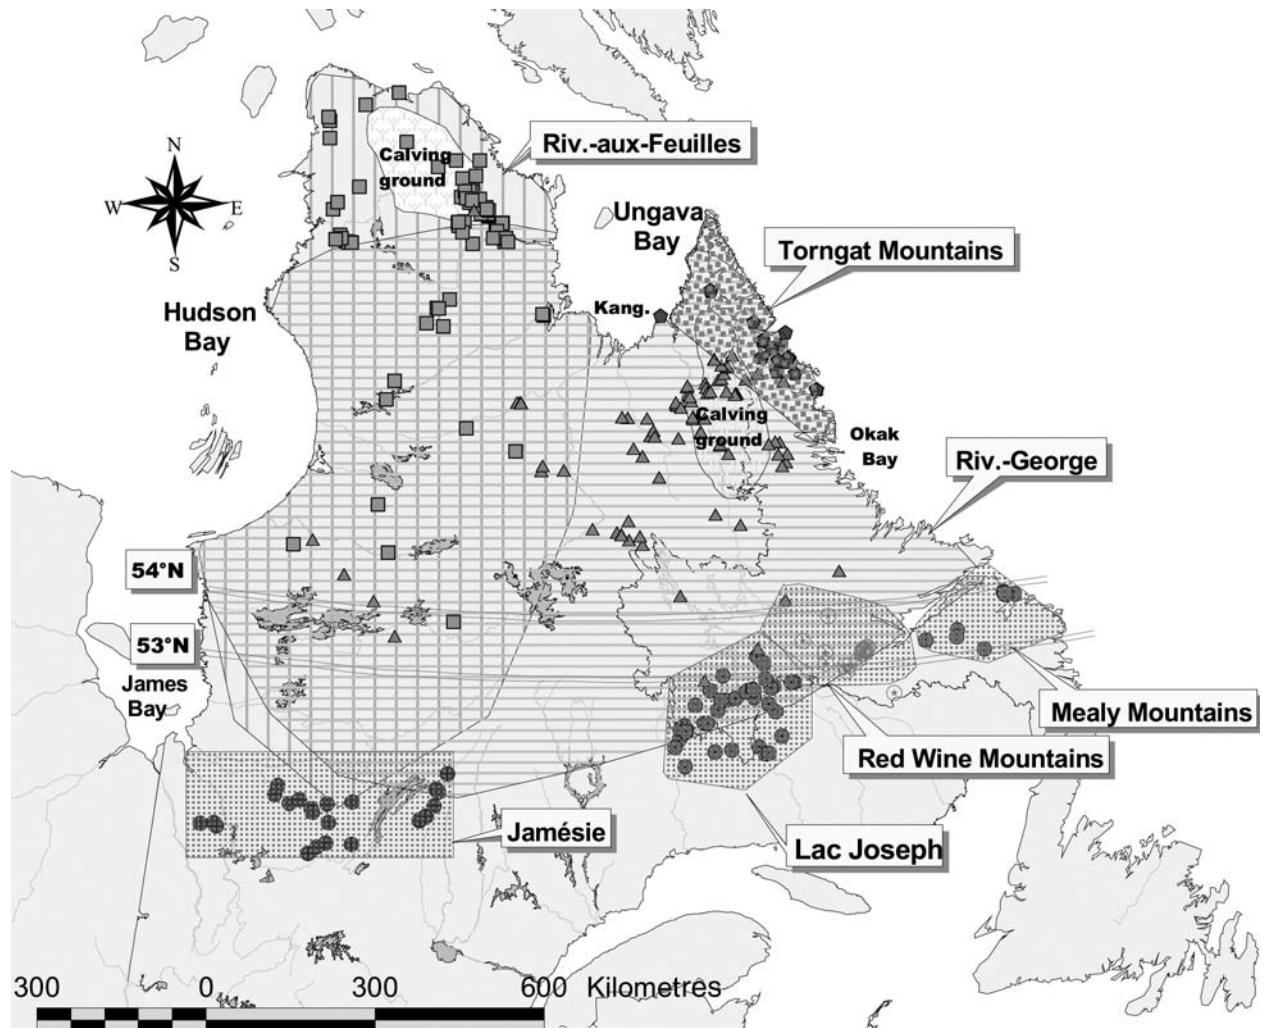 N
W E
S
Calving
ground
Riv.-aux-Feuilles
Ungava
Bay
Torngat Mountains
Hudson
Bay
Kang.
Calving
ground
Okak
Bay
Riv.-George
54°N
53°N
James
Bay
Mealy Mountains
Red Wine Mountains
Jamésie
Lac Joseph
300 0 300 600 Kilometres